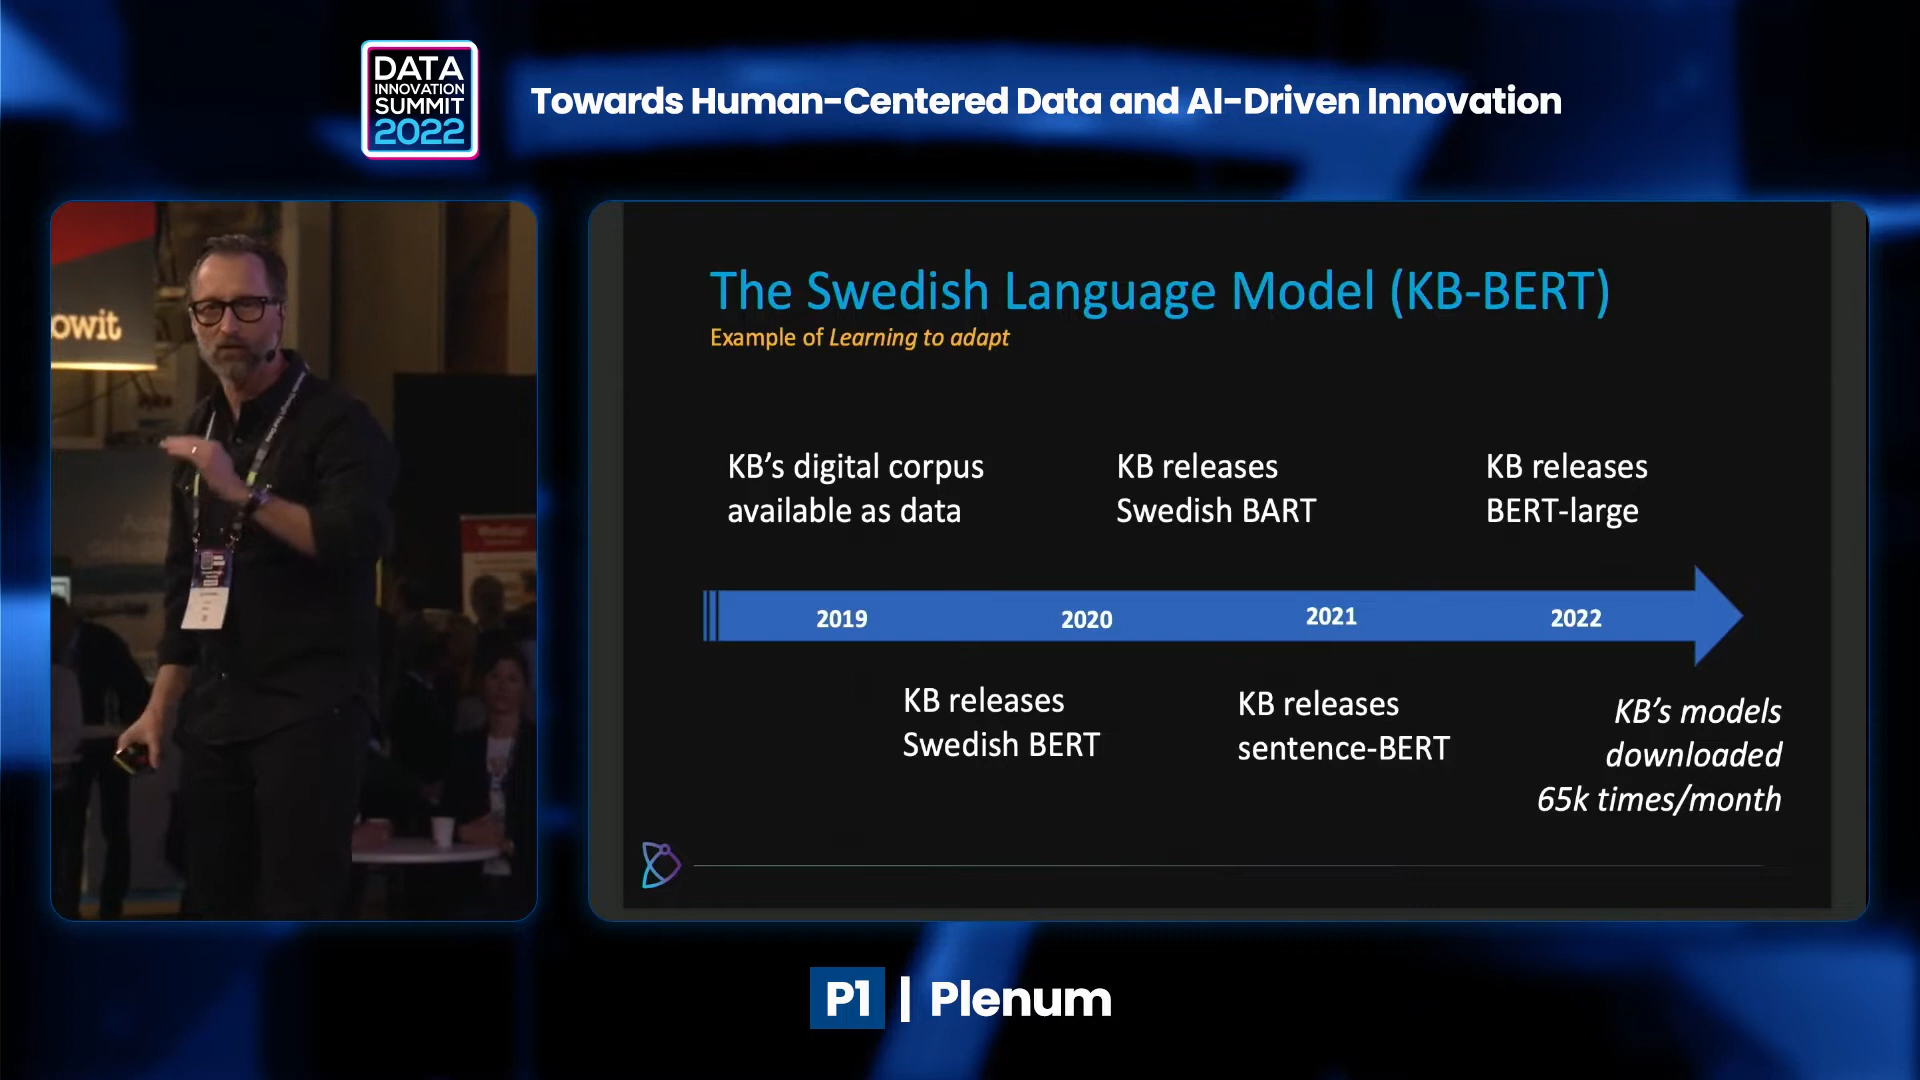 DATA
INNOVATION
SUMMIT
2022
Towards Human-Centered Data and AI-Driven Innovation
owit
The Swedish Language Model (KB-BERT)
Example of Learning to adapt
KB's digital corpus
available as data
KB releases
Swedish BART
KB releases
BERT-large
2019
2020
2021
2022
KB releases
Swedish BERT
KB releases
sentence-BERT
KB's models
downloaded
65k times/month
P1 | Plenum